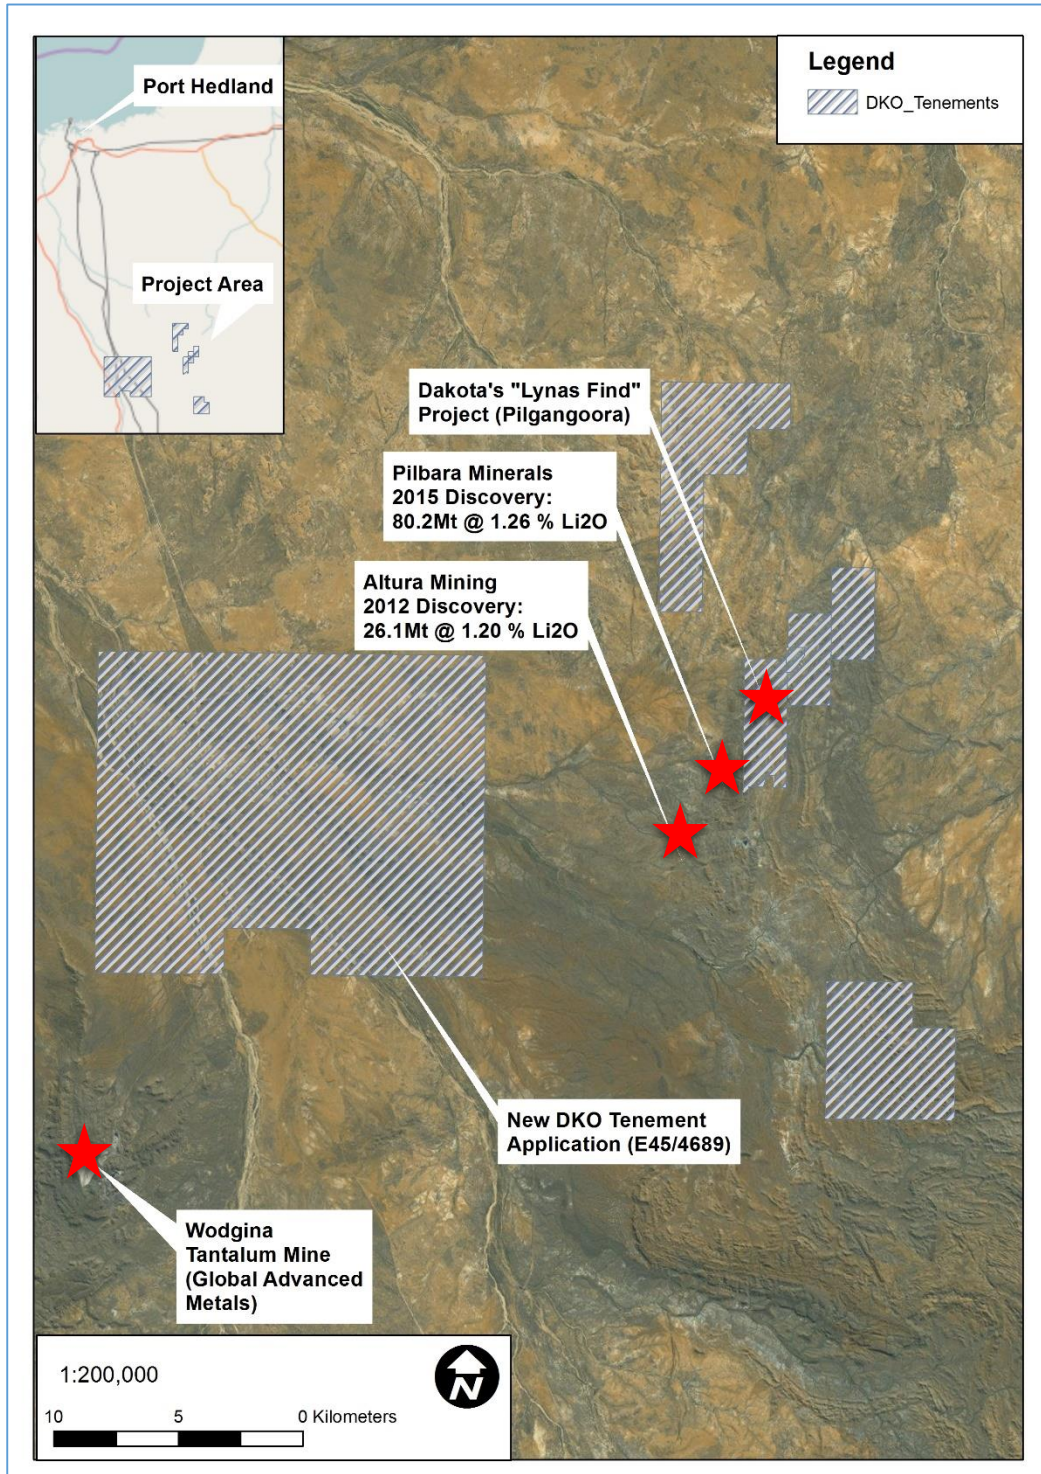 Legend
DKO_Tenements
Port Hedland
Project Area
Dakota's "Lynas Find"
Project (Pilgangoora)
Pilbara Minerals
2015 Discovery:
80.2Mt @ 1.26 % Li2O
Altura Mining
2012 Discovery:
26.1Mt @ 1.20 % Li2O
New DKO Tenement
Application (E45/4689)
Wodgina
Tantalum Mine
(Global Advanced
Metals)
1:200,000
N
10 5 0 Kilometers